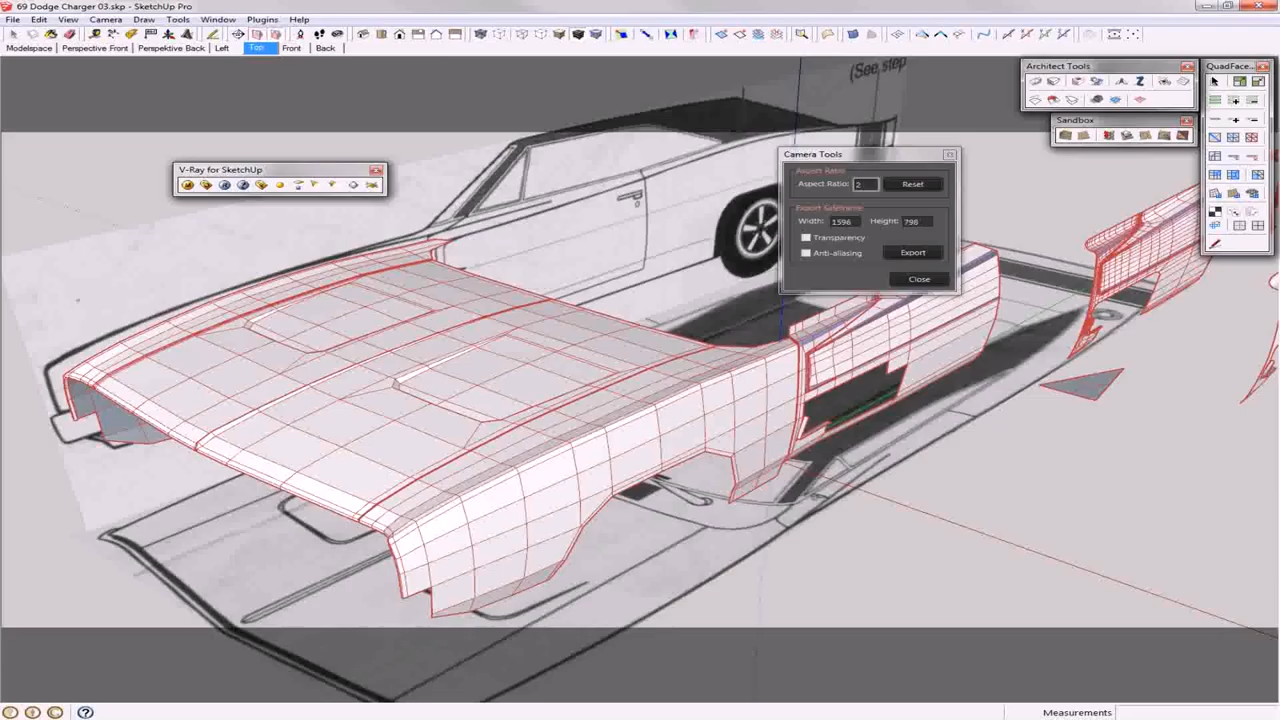 69 Dodge Charger 03.skp - SketchUp Pro
File Edit View Camera Draw Tools Window Plugins Help
Modelspace Perspective Front Perspektive Back Left Top Front Back
(See step
Architect Tools
QuadFace...
Sandbox
V-Ray for SketchUp
Camera Tools
Aspect Ratio
Aspect Ratio: 2 Reset
Export Safeframe
Width: 1596 Height: 798
Transparency
Anti-aliasing Export
Close
Measurements